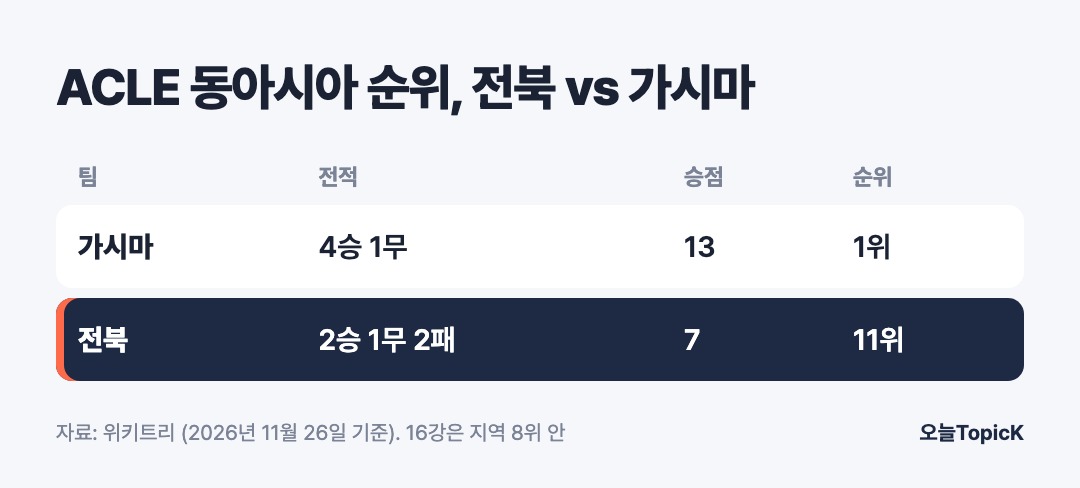 ACLE 동아시아 순위, 전북 vs 가시마
팀 전적 승점 순위
가시마 4승 1무 13 1위
전북 2승 1무 2패 7 11위
자료: 위키트리 (2026년 11월 26일 기준). 16강은 지역 8위 안
오늘TopicK